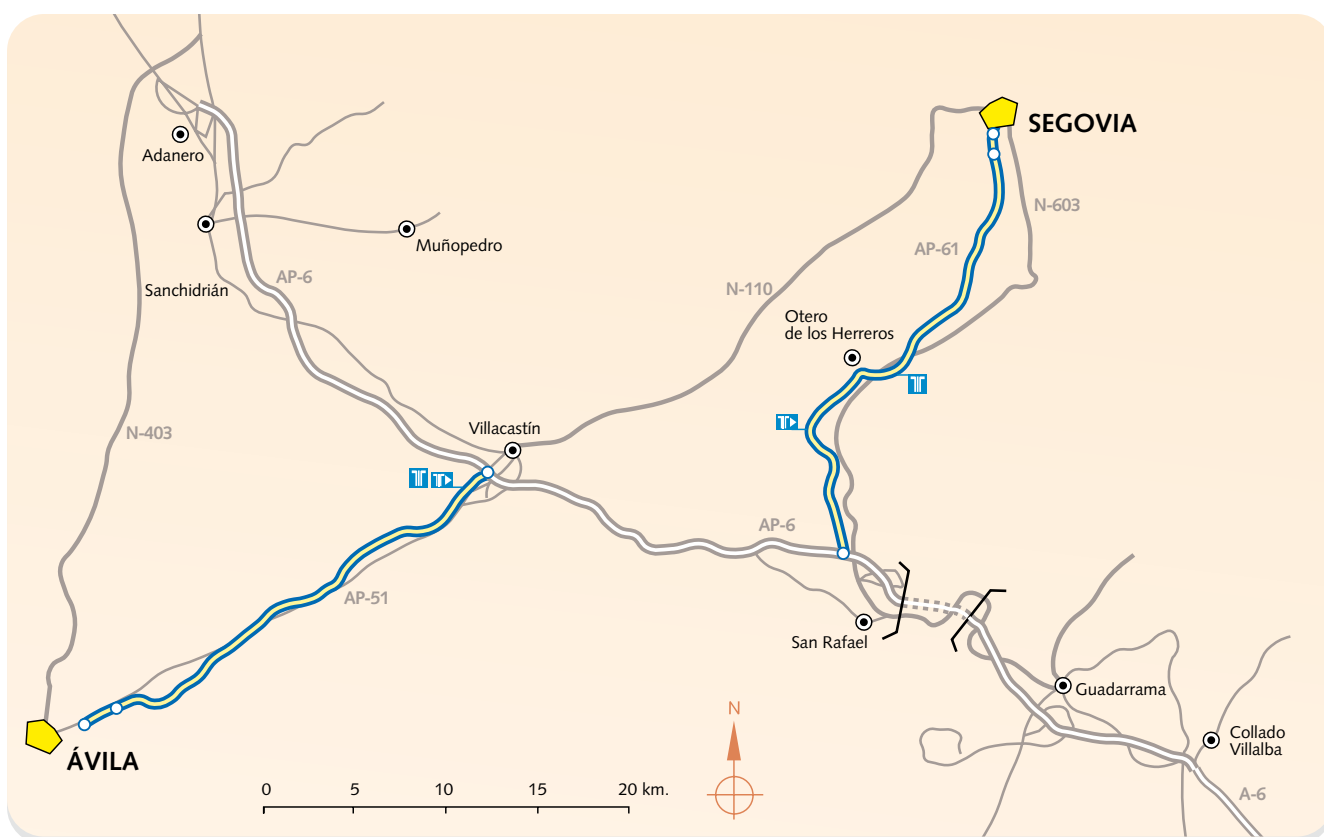 SEGOVIA
Adanero
N-603
Muñopedro
AP-61
AP-6
Sanchidrián
N-110
Otero
de los Herreros
N-403
Villacastín
AP-6
AP-51
San Rafael
Guadarrama
N
Collado
Villalba
ÁVILA
0 5 10 15 20 km.
A-6